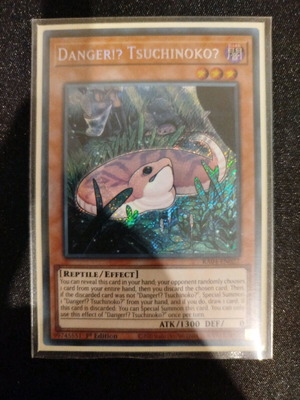 DANGER!? TSUCHINOKO?
[REPTILE/EFFECT]
You can reveal this card in your hand; your opponent randomly chooses
1 card from your entire hand, then you discard the chosen card. Then,
if the discarded card was not "Danger!? Tsuchinoko?", Special Summon
1 "Danger!? Tsuchinoko?" from your hand, and if you do, draw 1 card. If
this card is discarded: You can Special Summon this card. You can only
use this effect of "Danger!? Tsuchinoko?" once per turn.
ATK/1300 DEF/ 0
1st Edition